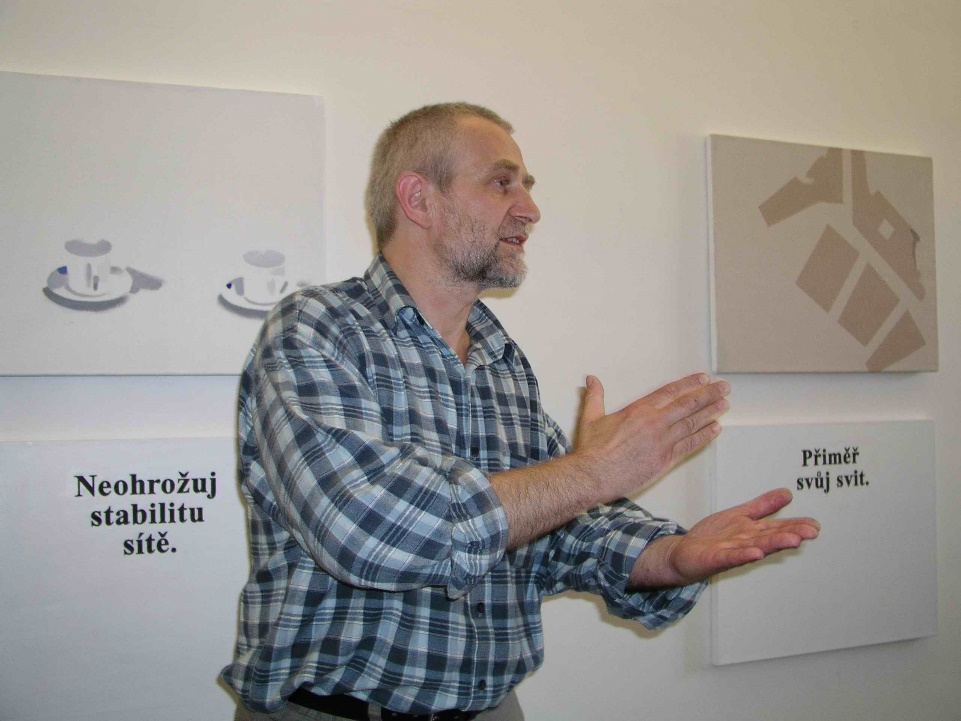 Neohrožuj
stabilitu
sítě.
Přiměř
svůj svit.